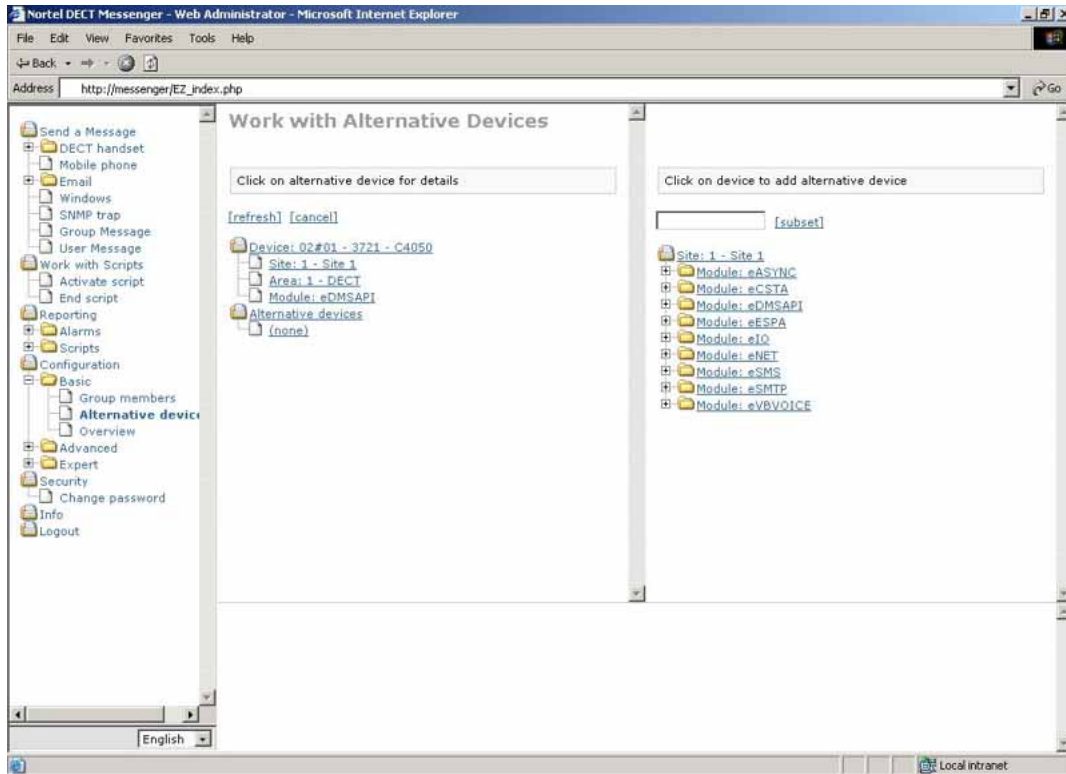 Nortel DECT Messenger - Web Administrator - Microsoft Internet Explorer
File Edit View Favorites Tools Help
Back
Address http://messenger/EZ_index.php Go
Send a Message
DECT handset
Mobile phone
Email
Windows
SNMP trap
Group Message
User Message
Work with Scripts
Activate script
End script
Reporting
Alarms
Scripts
Configuration
Basic
Group members
Alternative device
Overview
Advanced
Expert
Security
Change password
Info
Logout
English
Work with Alternative Devices
Click on alternative device for details
[refresh] [cancel]
Device: 02#01 - 3721 - C4050
Site: 1 - Site 1
Area: 1 - DECT
Module: eDMSAPI
Alternative devices
(none)
Click on device to add alternative device
[subset]
Site: 1 - Site 1
Module: eASYNC
Module: eCSTA
Module: eDMSAPI
Module: eESPA
Module: eIO
Module: eNET
Module: eSMS
Module: eSMTP
Module: eVBVOICE
Local intranet